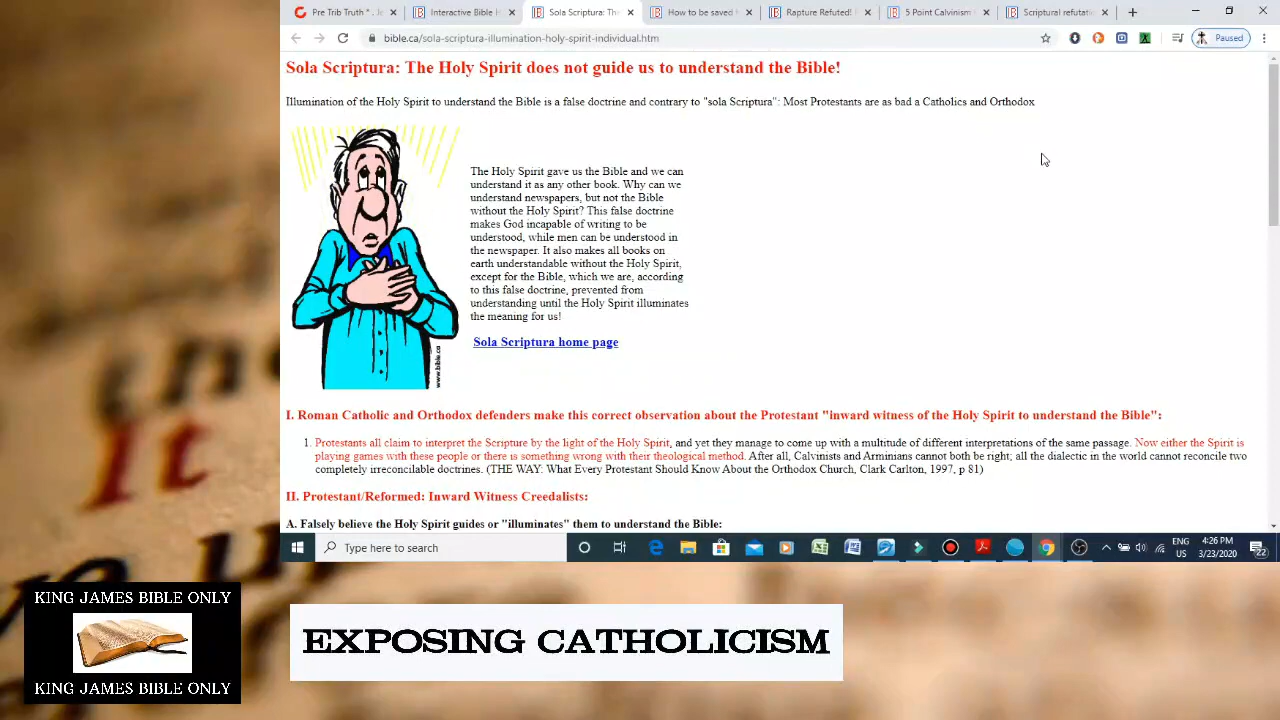 Pre Trib Truth * . Je
Interactive Bible H
Sola Scriptura: The
How to be saved
Rapture Refuted!
5 Point Calvinism
Scriptural refutatio
bible.ca/sola-scriptura-illumination-holy-spirit-individual.htm
Paused
Sola Scriptura: The Holy Spirit does not guide us to understand the Bible!
Illumination of the Holy Spirit to understand the Bible is a false doctrine and contrary to "sola Scriptura": Most Protestants are as bad a Catholics and Orthodox
The Holy Spirit gave us the Bible and we can
understand it as any other book. Why can we
understand newspapers, but not the Bible
without the Holy Spirit? This false doctrine
makes God incapable of writing to be
understood, while men can be understood in
the newspaper. It also makes all books on
earth understandable without the Holy Spirit,
except for the Bible, which we are, according
to this false doctrine, prevented from
understanding until the Holy Spirit illuminates
the meaning for us!
www.bible.ca
Sola Scriptura home page
I. Roman Catholic and Orthodox defenders make this correct observation about the Protestant "inward witness of the Holy Spirit to understand the Bible":
1. Protestants all claim to interpret the Scripture by the light of the Holy Spirit, and yet they manage to come up with a multitude of different interpretations of the same passage. Now either the Spirit is
playing games with these people or there is something wrong with their theological method. After all, Calvinists and Arminians cannot both be right; all the dialectic in the world cannot reconcile two
completely irreconcilable doctrines. (THE WAY: What Every Protestant Should Know About the Orthodox Church, Clark Carlton, 1997, p 81)
II. Protestant/Reformed: Inward Witness Creedalists:
A. Falsely believe the Holy Spirit guides or "illuminates" them to understand the Bible:
Type here to search
ENG
US
4:26 PM
3/23/2020
22
It
KING JAMES BIBLE ONLY
KING JAMES BIBLE ONLY
EXPOSING CATHOLICISM